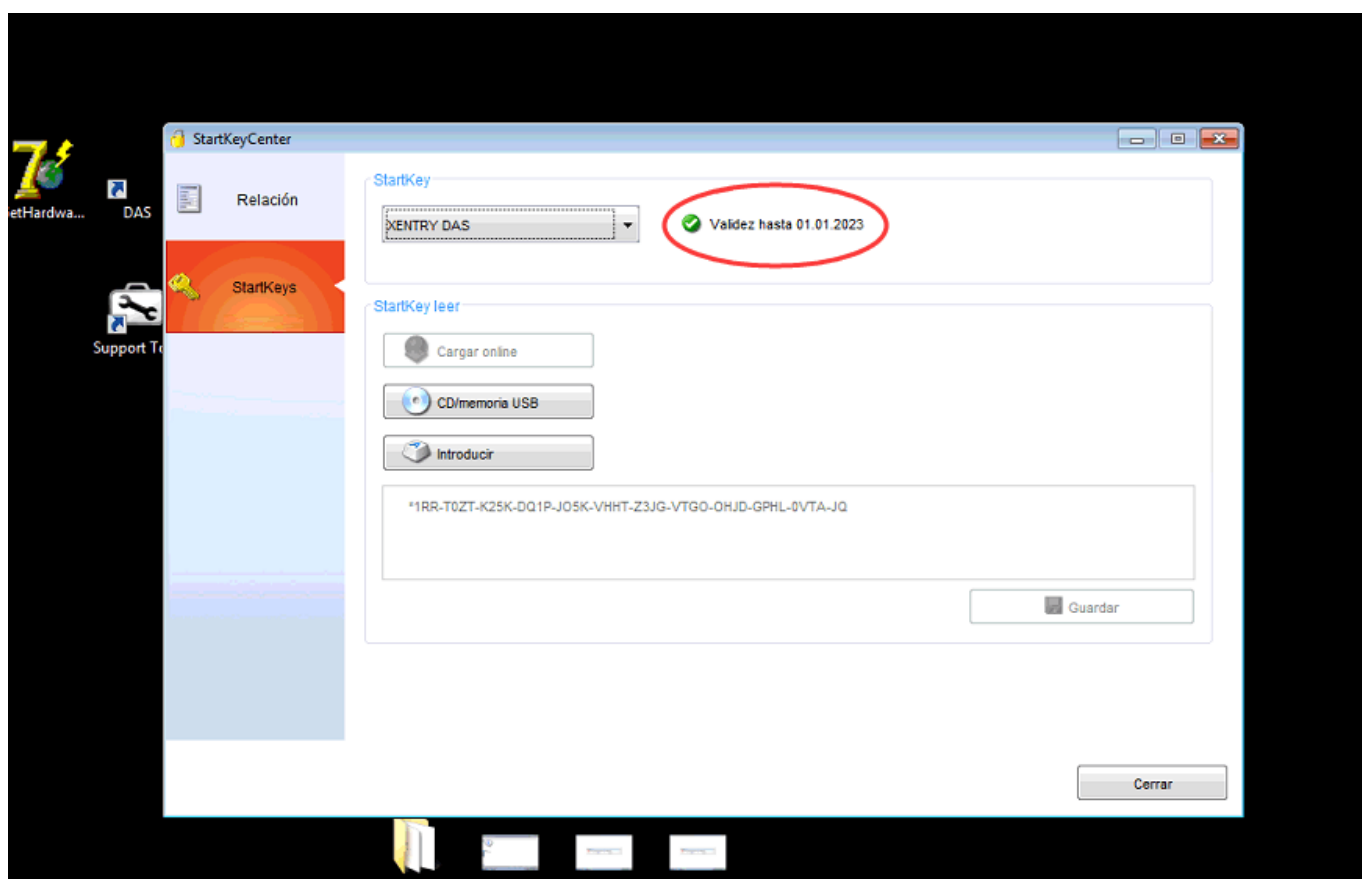 StartKeyCenter
etHardwa...
DAS
Support To
Relación
StartKeys
StartKey
XENTRY DAS
Validez hasta 01.01.2023
StartKey leer
Cargar online
CD/memoria USB
Introducir
*1RR-T0ZT-K25K-DQ1P-JO5K-VHHT-Z3JG-VTGO-OHJD-GPHL-0VTA-JQ
Guardar
Cerrar